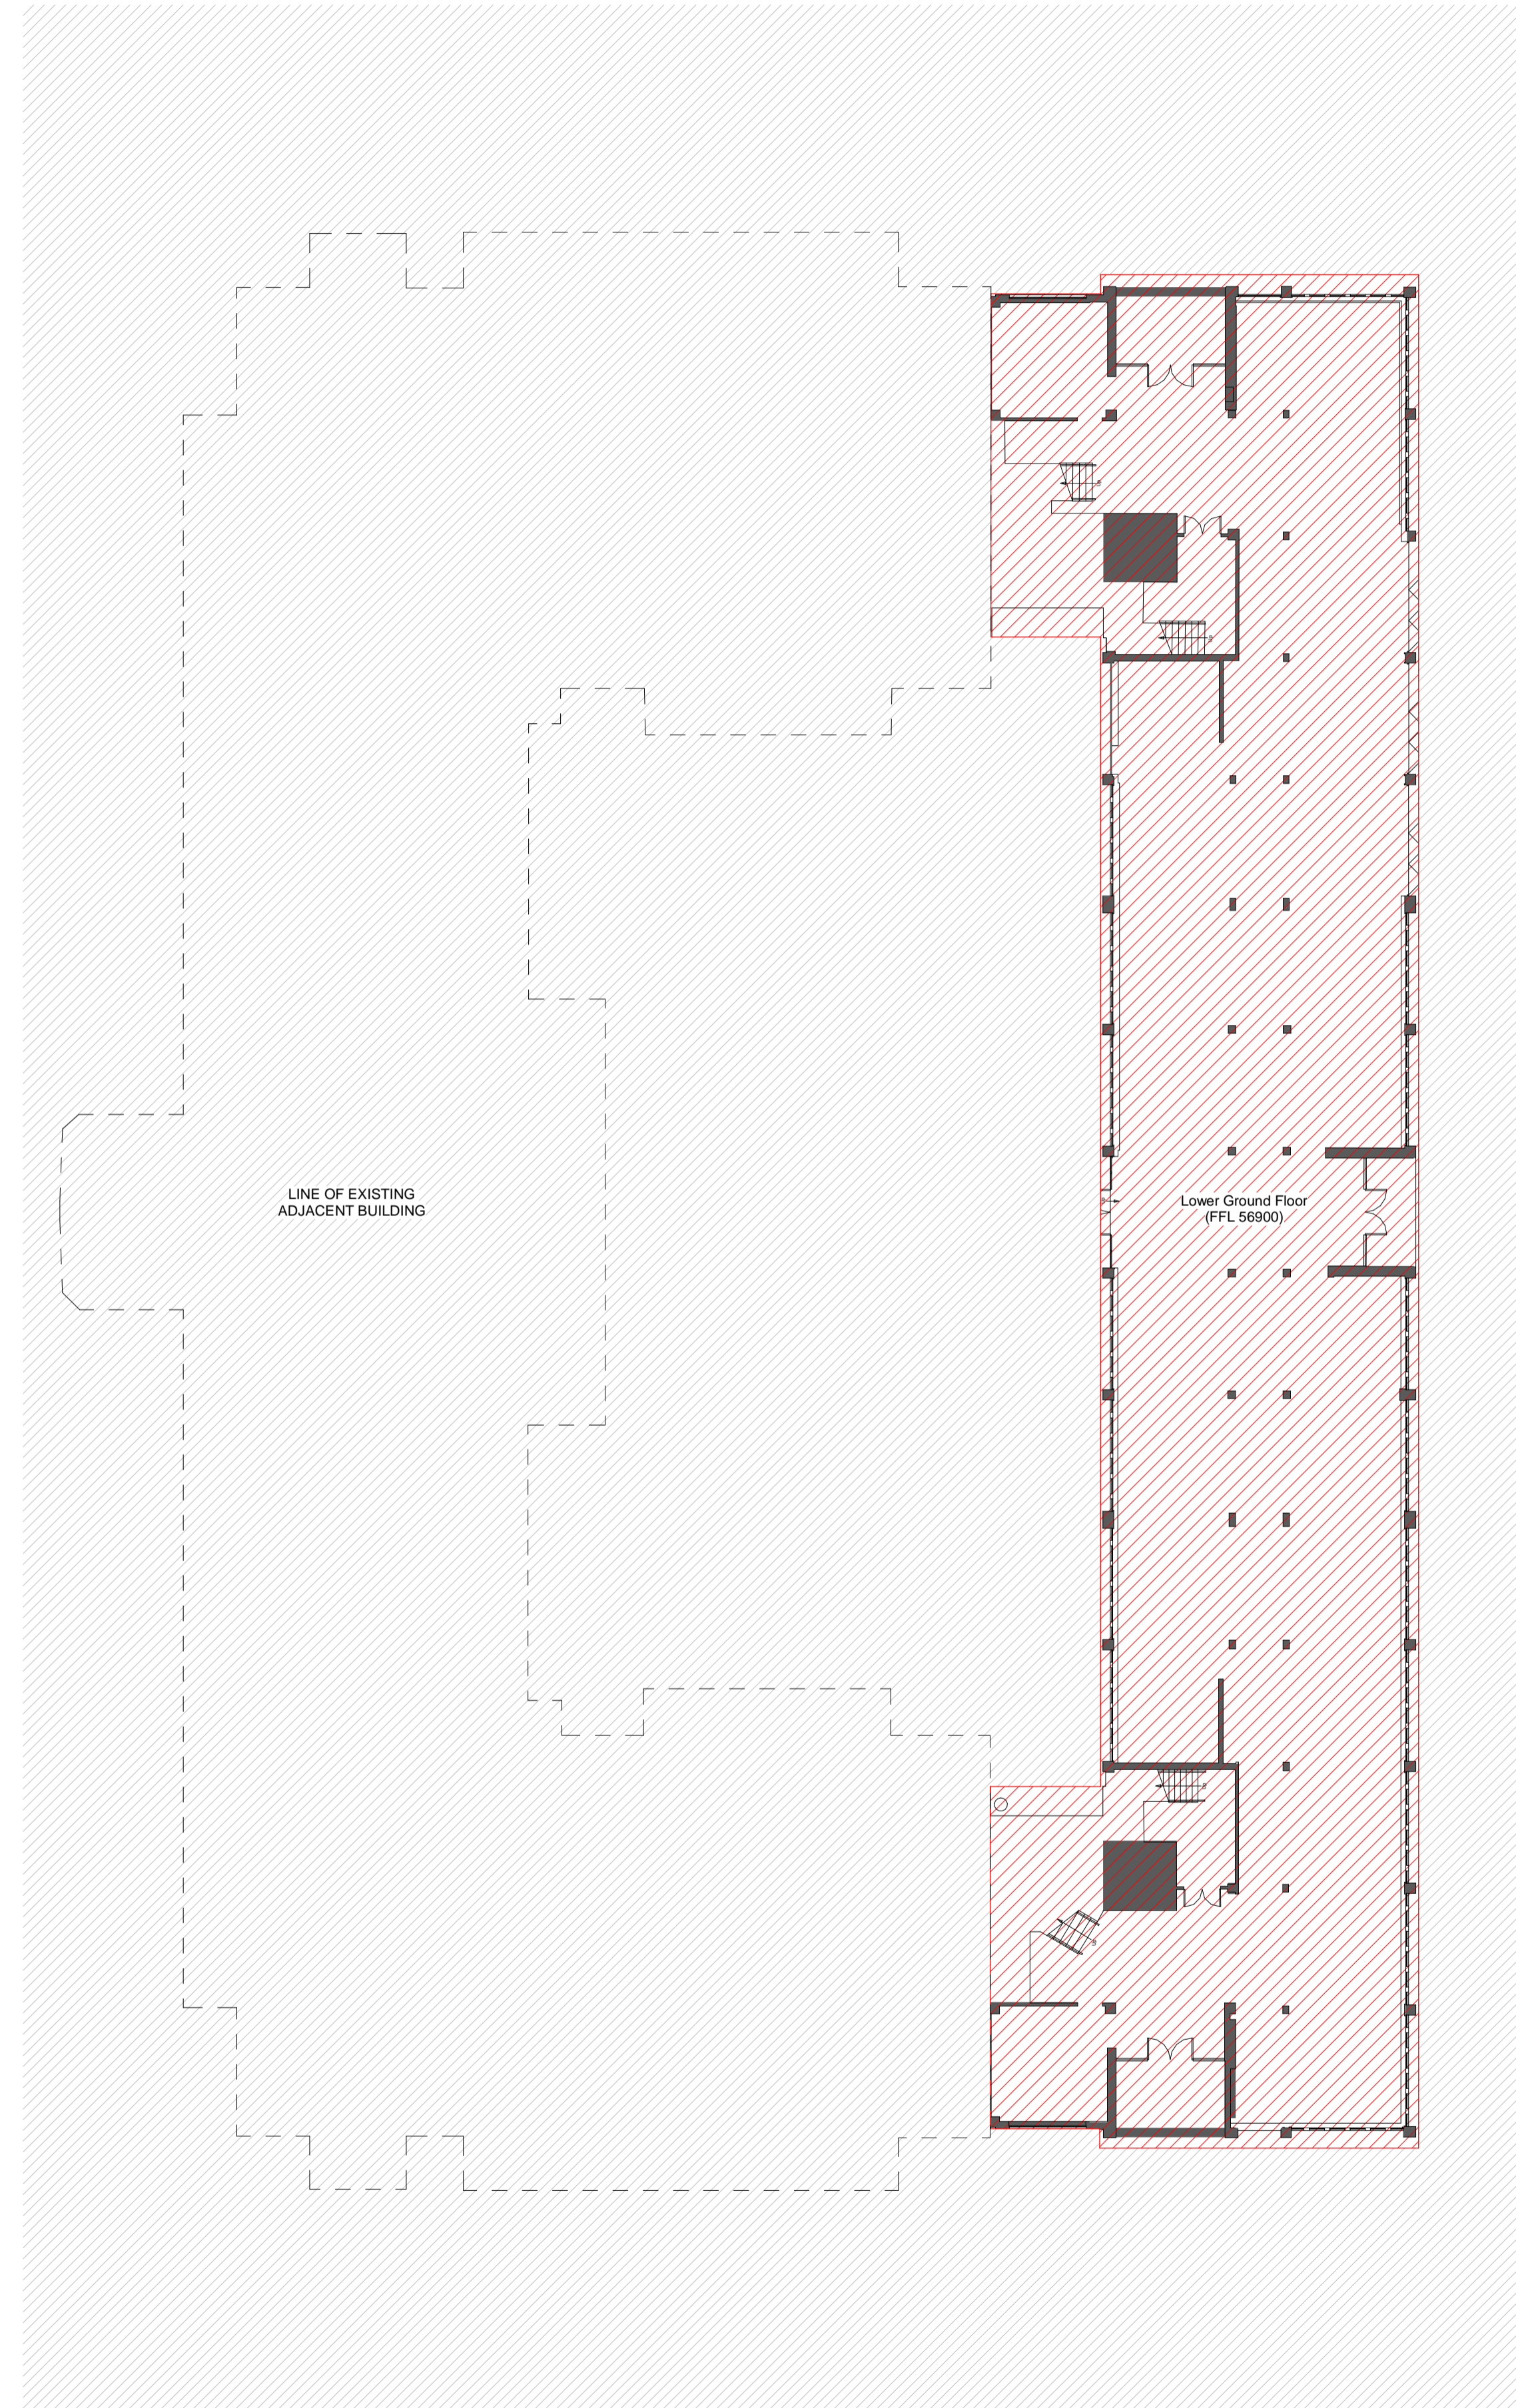 LINE OF EXISTING
ADJACENT BUILDING
Lower Ground Floor
(FFL 56900)